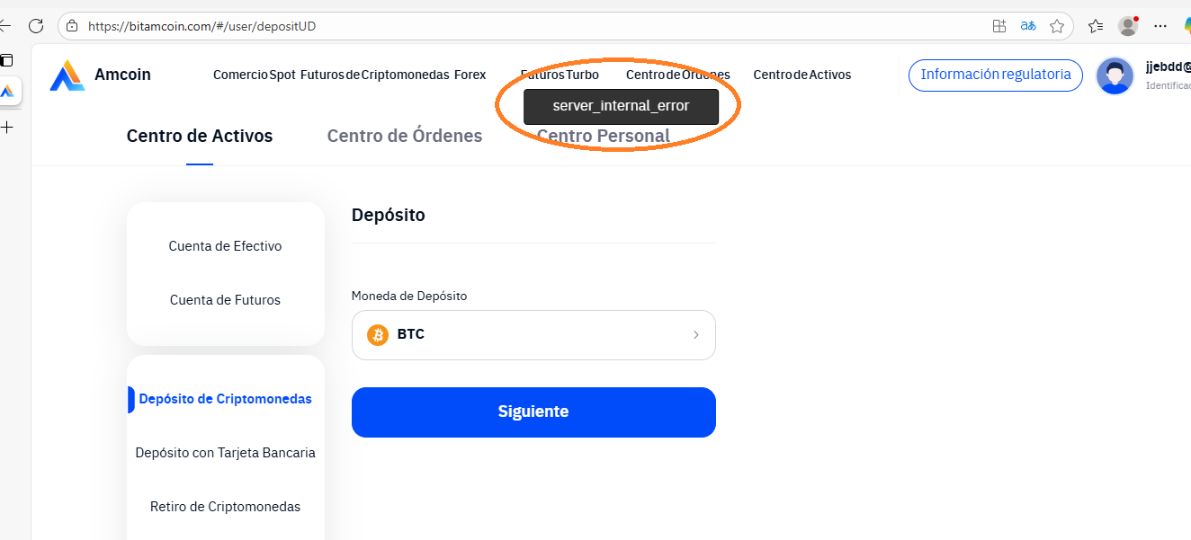 https://bitamcoin.com/#/user/depositUD
Amcoin
Comercio Spot Futuros de Criptomonedas Forex Futuros Turbo Centro de Órdenes Centro de Activos Información regulatoria jjebdd@
Identifica
server_internal_error
Centro de Activos Centro de Órdenes Centro Personal
Depósito
Cuenta de Efectivo
Cuenta de Futuros
Moneda de Depósito
BTC
Depósito de Criptomonedas
Siguiente
Depósito con Tarjeta Bancaria
Retiro de Criptomonedas